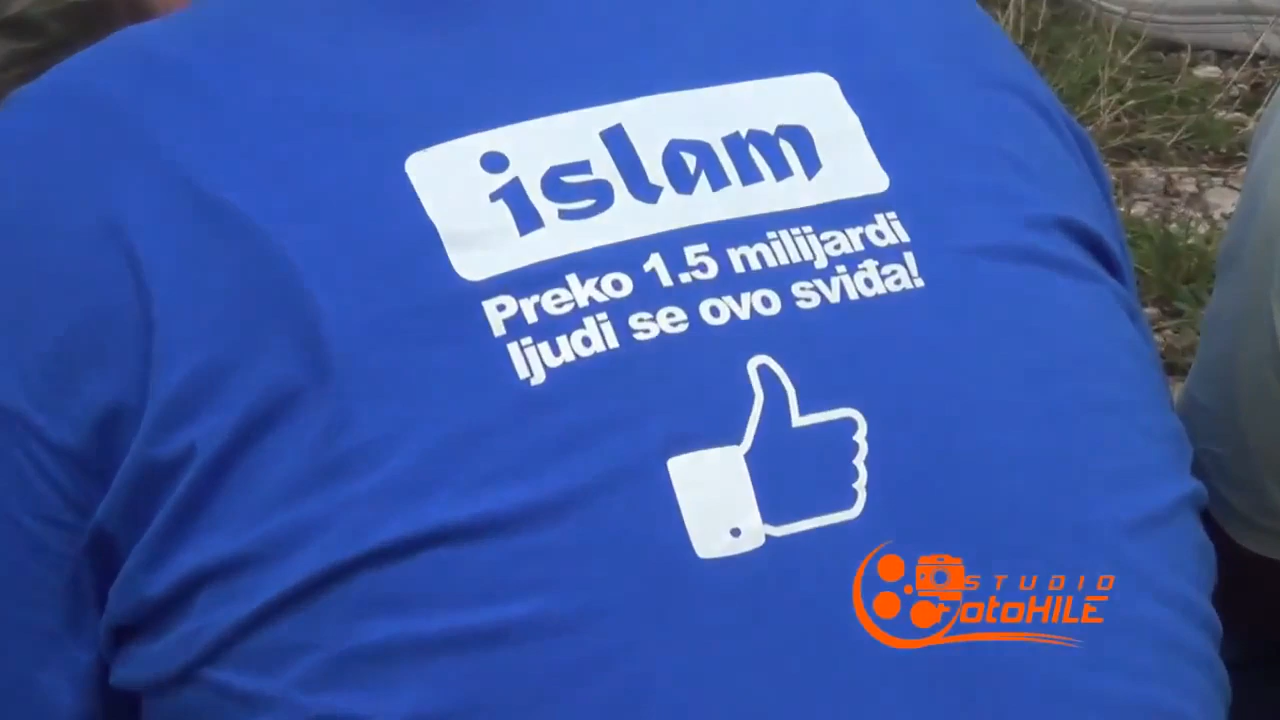 islam
Preko 1.5 milijardi
ljudi se ovo sviđa!
STUDIO
FotoHILE